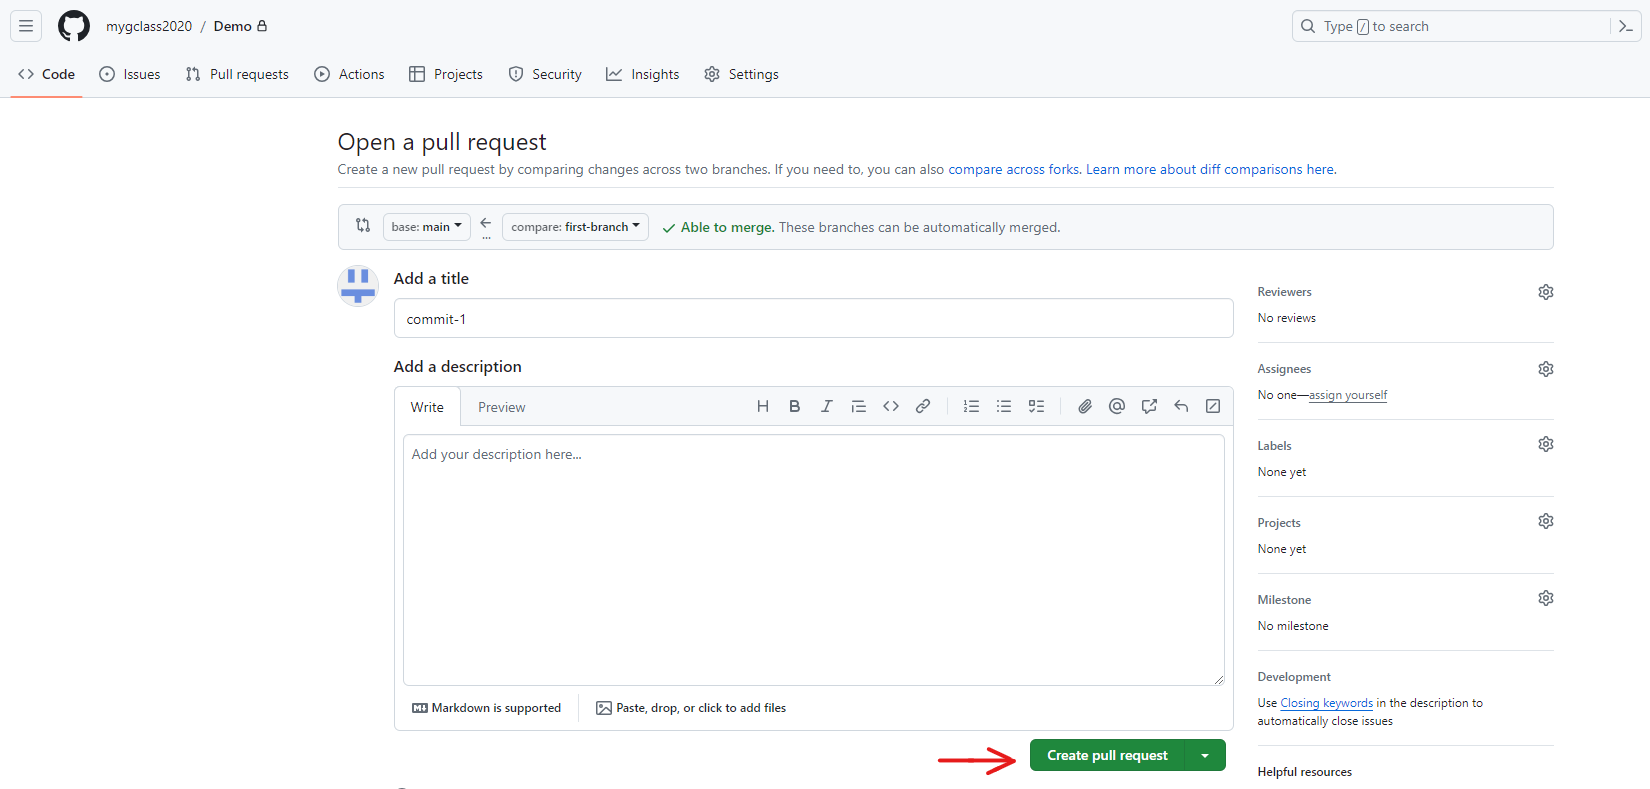 mygclass2020 / Demo
Type / to search
Code Issues Pull requests Actions Projects Security Insights Settings
Open a pull request
Create a new pull request by comparing changes across two branches. If you need to, you can also compare across forks. Learn more about diff comparisons here.
base: main compare: first-branch Able to merge. These branches can be automatically merged.
Add a title
commit-1
Add a description
Write Preview
Add your description here...
Markdown is supported Paste, drop, or click to add files
Create pull request
Reviewers
No reviews
Assignees
No one—assign yourself
Labels
None yet
Projects
None yet
Milestone
No milestone
Development
Use Closing keywords in the description to
automatically close issues
Helpful resources